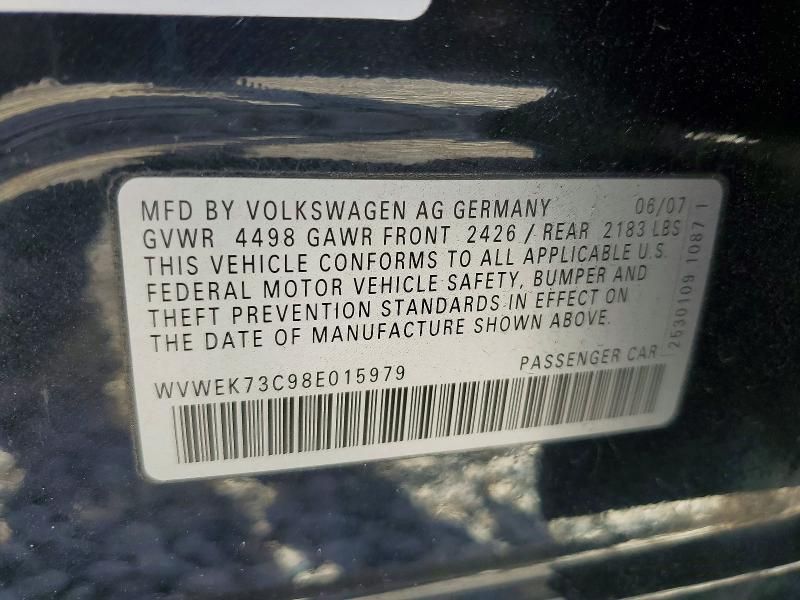 MFD BY VOLKSWAGEN AG GERMANY 06/07
GVWR 4498 GAWR FRONT 2426 / REAR 2183 LBS
THIS VEHICLE CONFORMS TO ALL APPLICABLE U.S.
FEDERAL MOTOR VEHICLE SAFETY, BUMPER AND
THEFT PREVENTION STANDARDS IN EFFECT ON
THE DATE OF MANUFACTURE SHOWN ABOVE.
WVWEK73C98E015979 PASSENGER CAR
2530109 1087 I